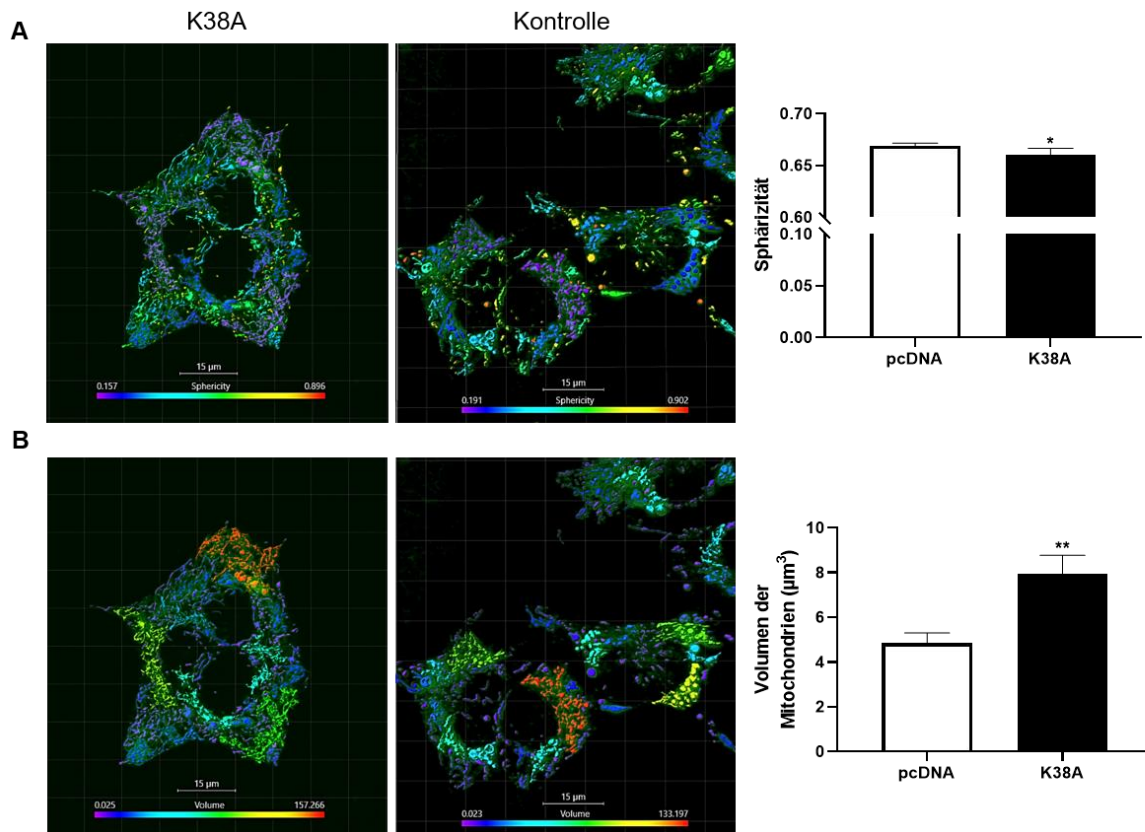 K38A
Kontrolle
A
15 µm
0.157 Sphericity 0.896
15 µm
0.191 Sphericity 0.902
Sphärizität
0.70
0.65
0.60
0.10
0.05
0.00
*
pcDNA
K38A
B
15 µm
0.025 Volume 157.266
15 µm
0.023 Volume 133.197
Volumen der
Mitochondrien (µm³)
10
8
6
4
2
0
**
pcDNA
K38A